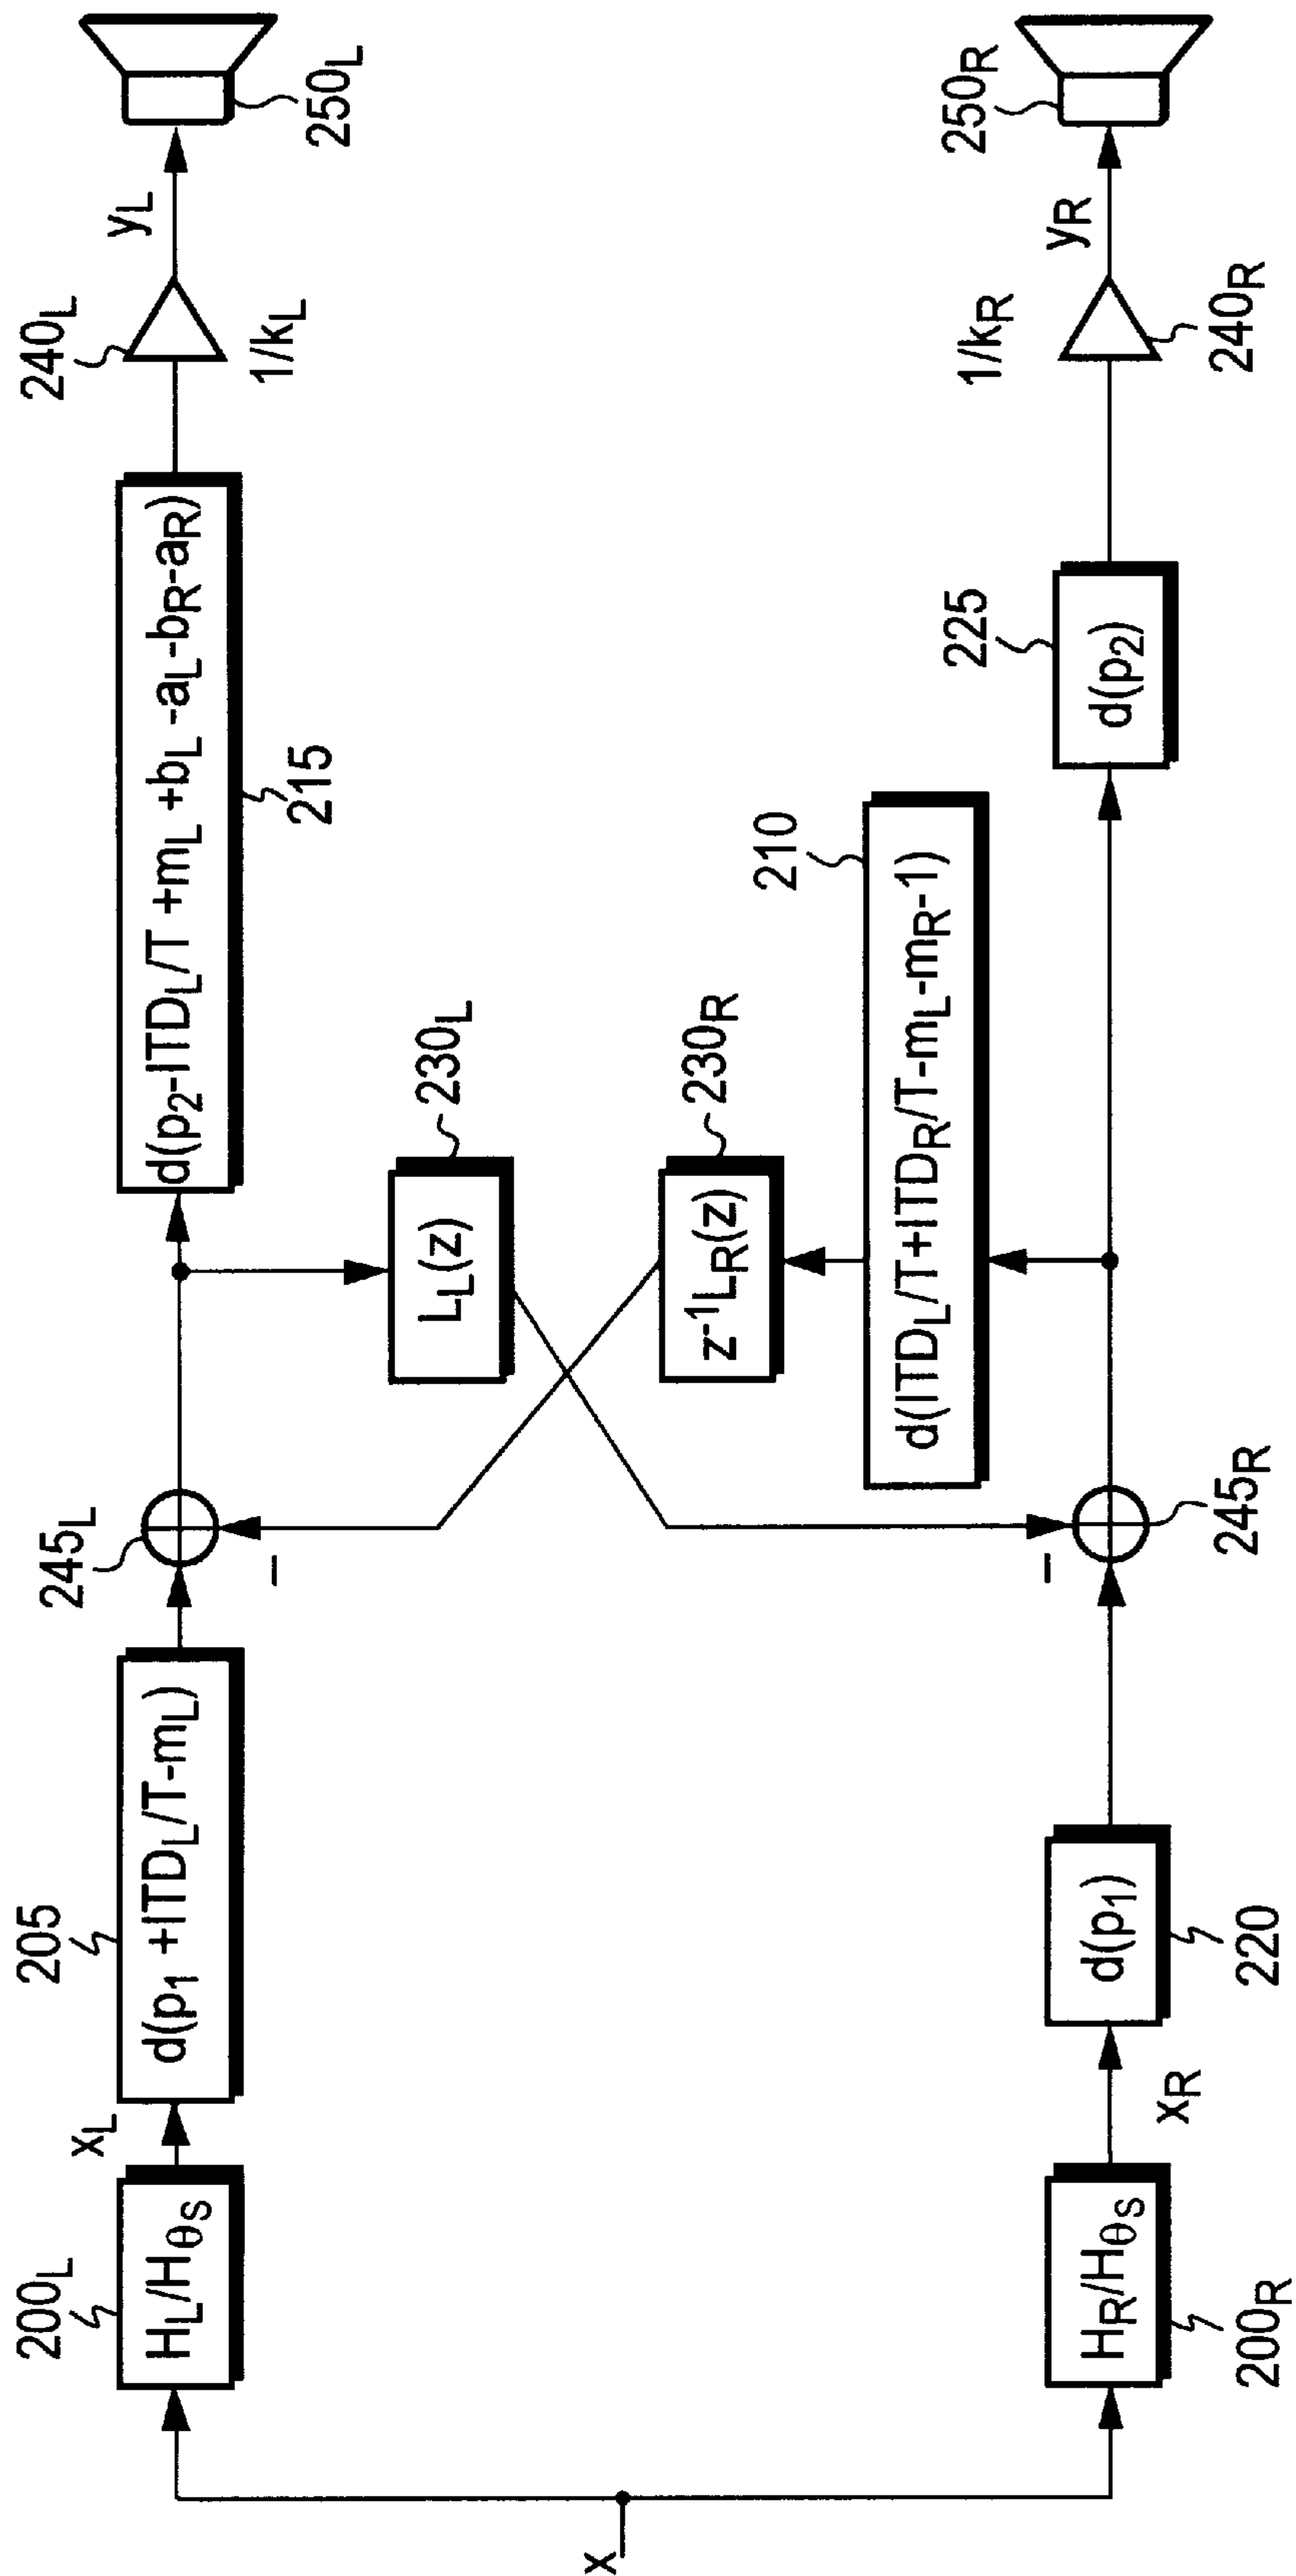 x
200L
HL/HθS
xL
205
d(p1 +ITDL/T-mL)
245L
−
d(p2-ITDL/T +mL +bL -aL-bR-aR)
215
240L
1/kL
yL
250L
LL(z)
230L
z-1LR(z)
230R
210
d(ITDL/T+ITDR/T-mL-mR-1)
HR/HθS
200R
xR
d(p1)
220
−
245R
225
d(p2)
1/kR
240R
yR
250R